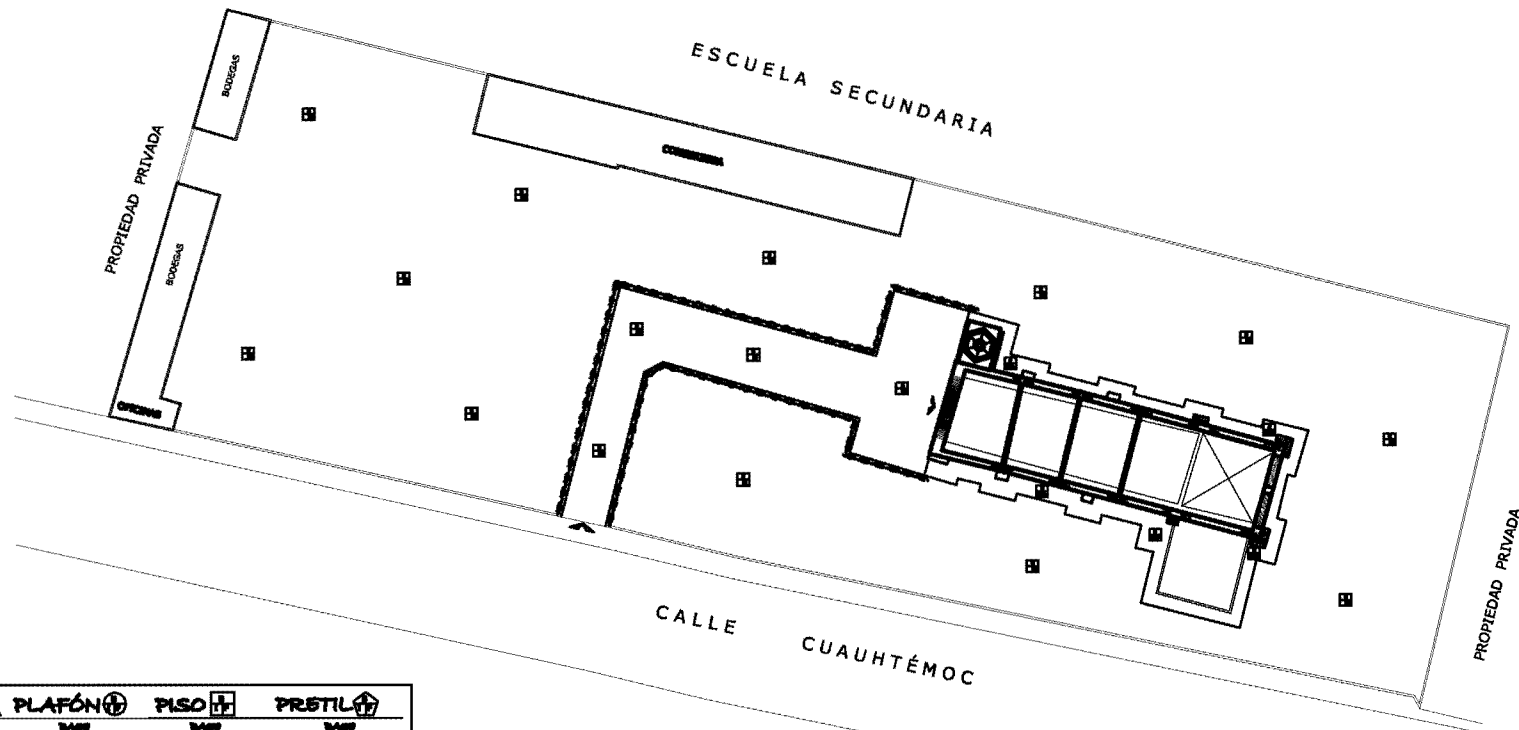 ESCUELA SECUNDARIA
BODEGAS
PROPIEDAD PRIVADA
BODEGAS
OFICINAS
CALLE CUAUHTÉMOC
PROPIEDAD PRIVADA
PLAFÓN PISO PRETIL